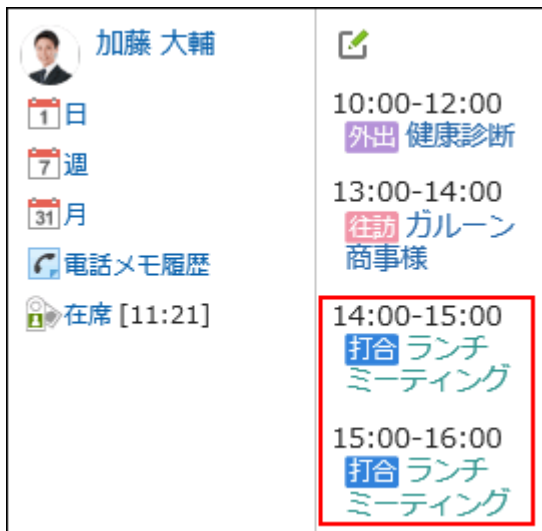 加藤 大輔
1 日
7 週
31 月
電話メモ履歴
在席 [11:21]
10:00-12:00
外出 健康診断
13:00-14:00
往訪 ガルーン
商事様
14:00-15:00
打合 ランチ
ミーティング
15:00-16:00
打合 ランチ
ミーティング